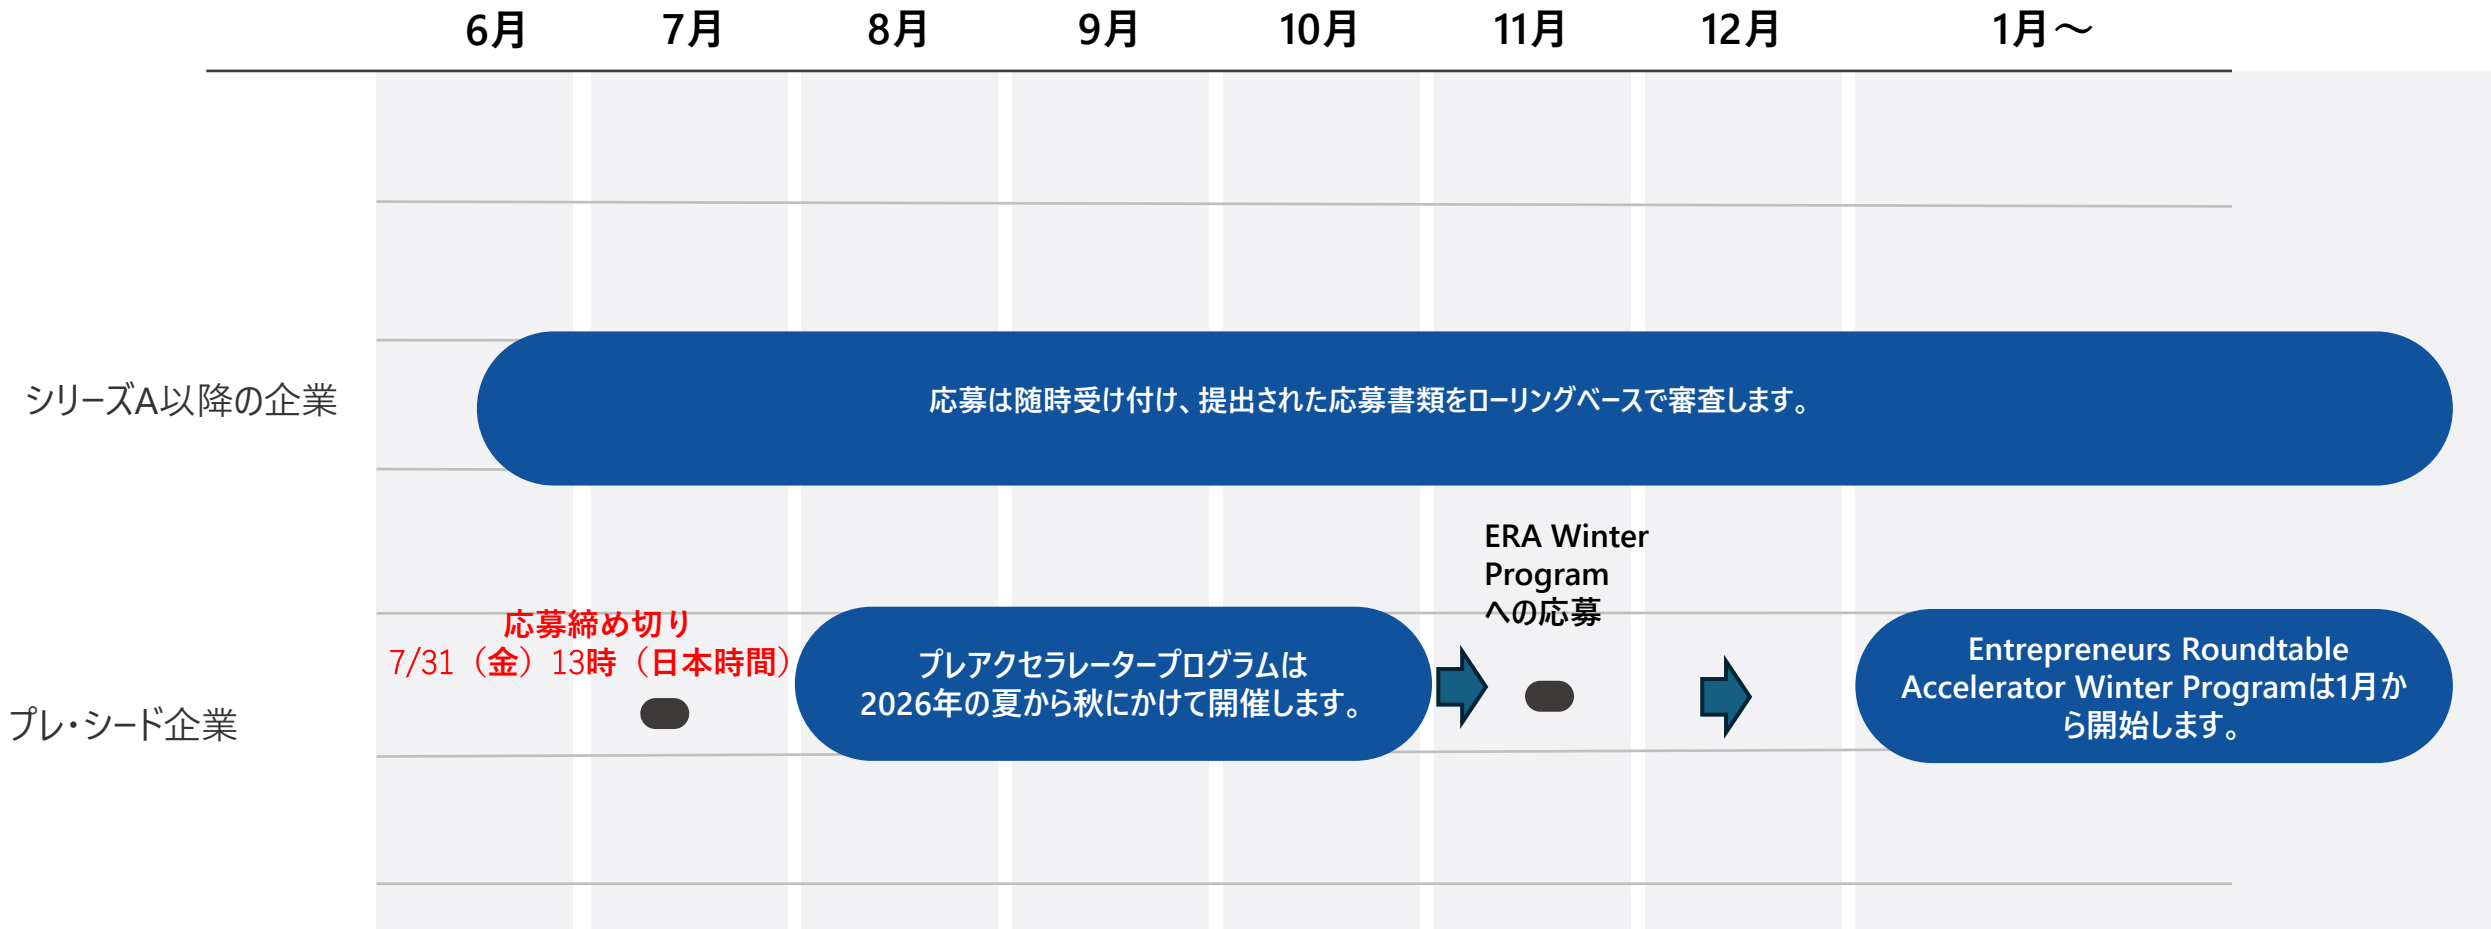 6月 7月 8月 9月 10月 11月 12月 1月～
シリーズA以降の企業
応募は随時受け付け、提出された応募書類をローリングベースで審査します。
プレ・シード企業
応募締め切り
7/31（金）13時（日本時間）
プレアクセラレータープログラムは
2026年の夏から秋にかけて開催します。
ERA Winter
Program
への応募
Entrepreneurs Roundtable
Accelerator Winter Programは1月か
ら開始します。